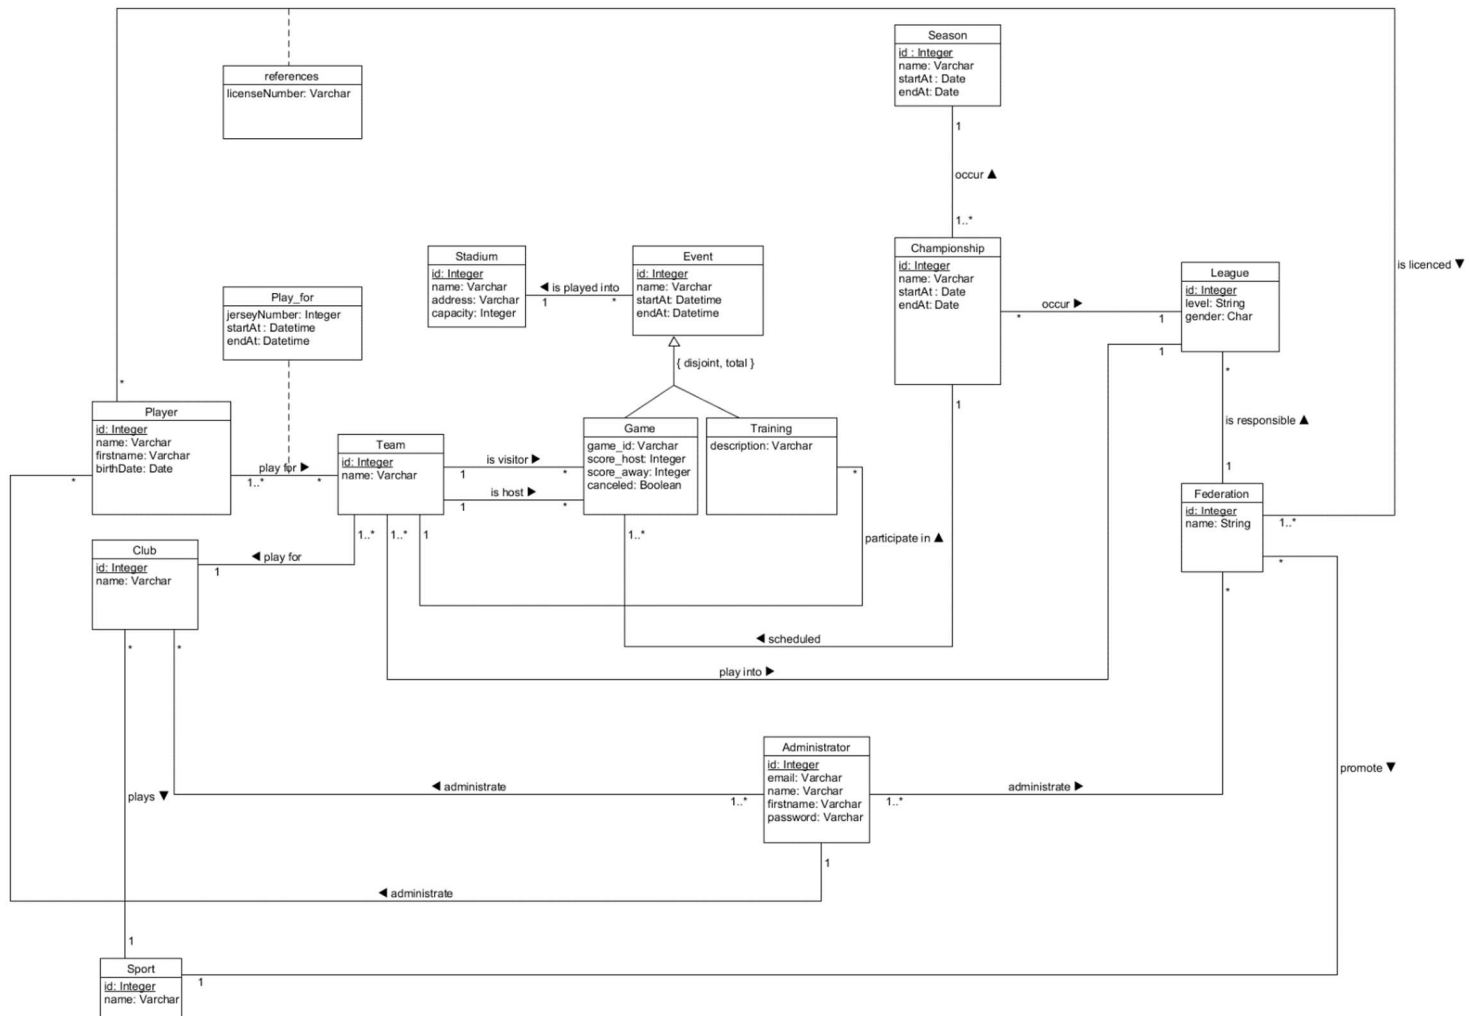 references
licenseNumber: Varchar
Season
id : Integer
name: Varchar
startAt : Date
endAt: Date
1
occur ▲
1..*
Championship
id: Integer
name: Varchar
startAt : Date
endAt: Date
is licenced ▼
League
id: Integer
level: String
gender: Char
occur ▶
*
1
1
1
*
Stadium
id: Integer
name: Varchar
address: Varchar
capacity: Integer
◀ is played into
1
*
Event
id: Integer
name: Varchar
startAt: Datetime
endAt: Datetime
{ disjoint, total }
Play_for
jerseyNumber: Integer
startAt : Datetime
endAt: Datetime
*
Player
id: Integer
name: Varchar
firstname: Varchar
birthDate: Date
*
play for ▶
1..*
*
Team
id: Integer
name: Varchar
is visitor ▶
1
*
is host ▶
1
*
Game
game_id: Varchar
score_host: Integer
score_away: Integer
canceled: Boolean
Training
description: Varchar
*
is responsible ▲
1
Federation
id: Integer
name: String
1..*
*
*
1..*
1..*
1
1..*
participate in ▲
Club
id: Integer
name: Varchar
◀ play for
1
*
*
◀ scheduled
play into ▶
Administrator
id: Integer
email: Varchar
name: Varchar
firstname: Varchar
password: Varchar
promote ▼
plays ▼
◀ administrate
1..*
1..*
administrate ▶
1
◀ administrate
1
Sport
id: Integer
name: Varchar
1